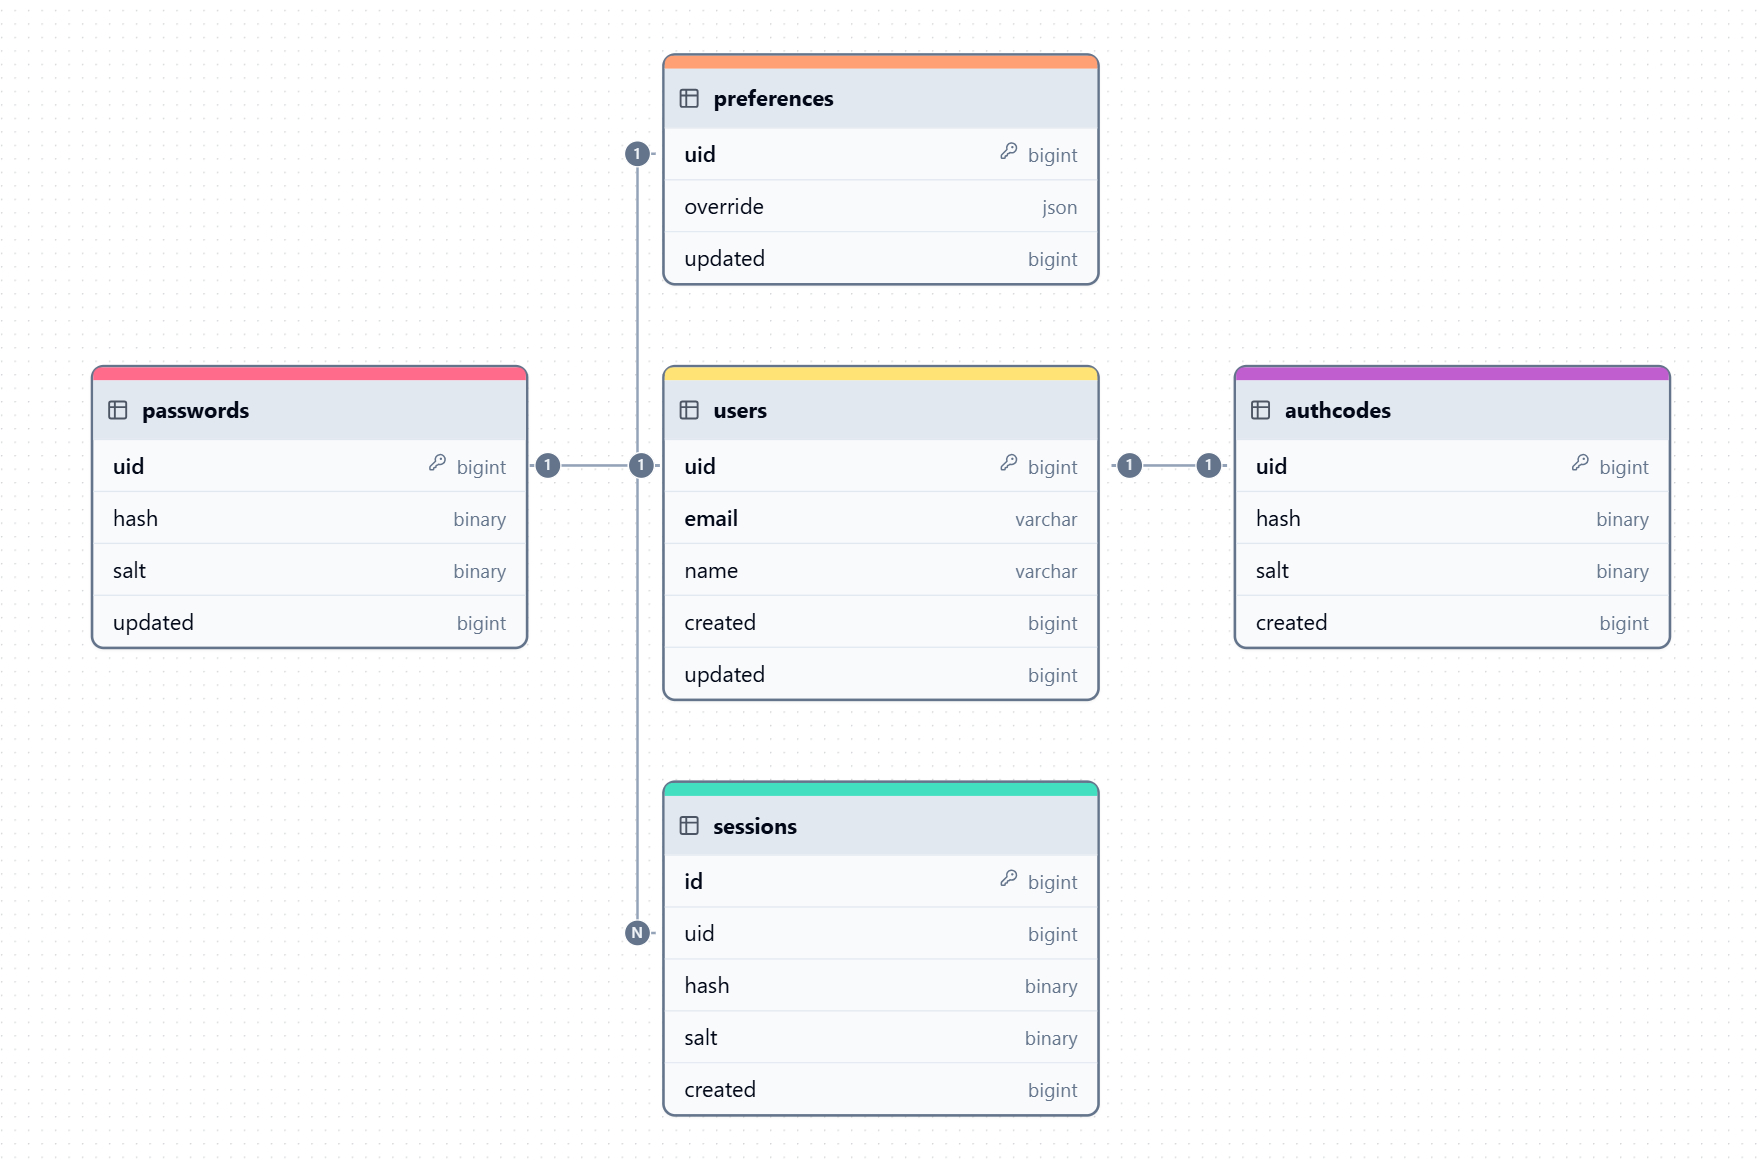 preferences
1
uid bigint
override json
updated bigint
passwords
uid bigint
hash binary
salt binary
updated bigint
1
1
users
uid bigint
email varchar
name varchar
created bigint
updated bigint
1
1
authcodes
uid bigint
hash binary
salt binary
created bigint
sessions
id bigint
N
uid bigint
hash binary
salt binary
created bigint